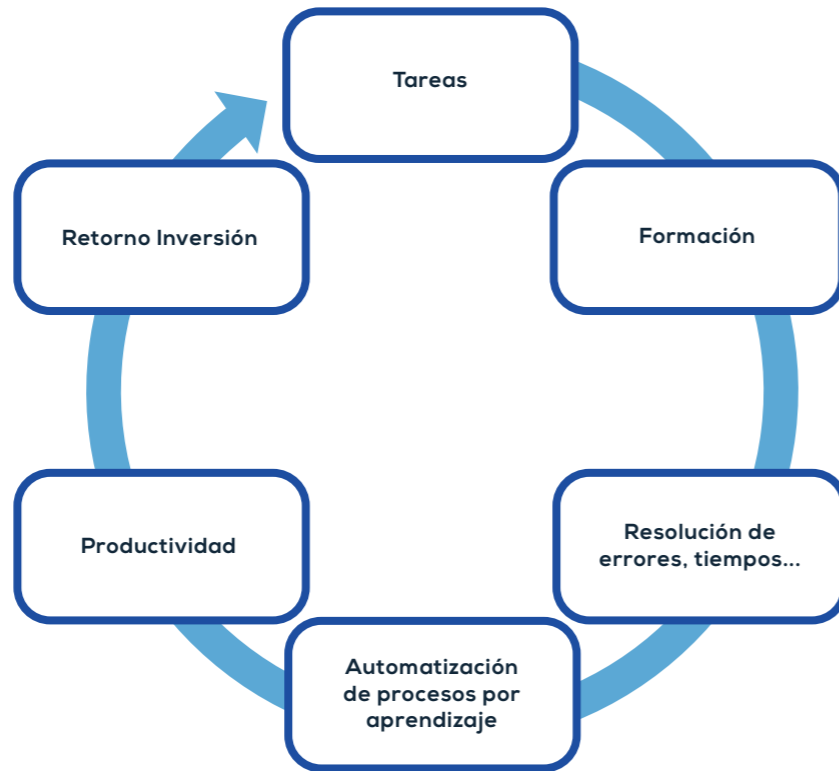 Tareas
Formación
Resolución de
errores, tiempos...
Automatización
de procesos por
aprendizaje
Productividad
Retorno Inversión